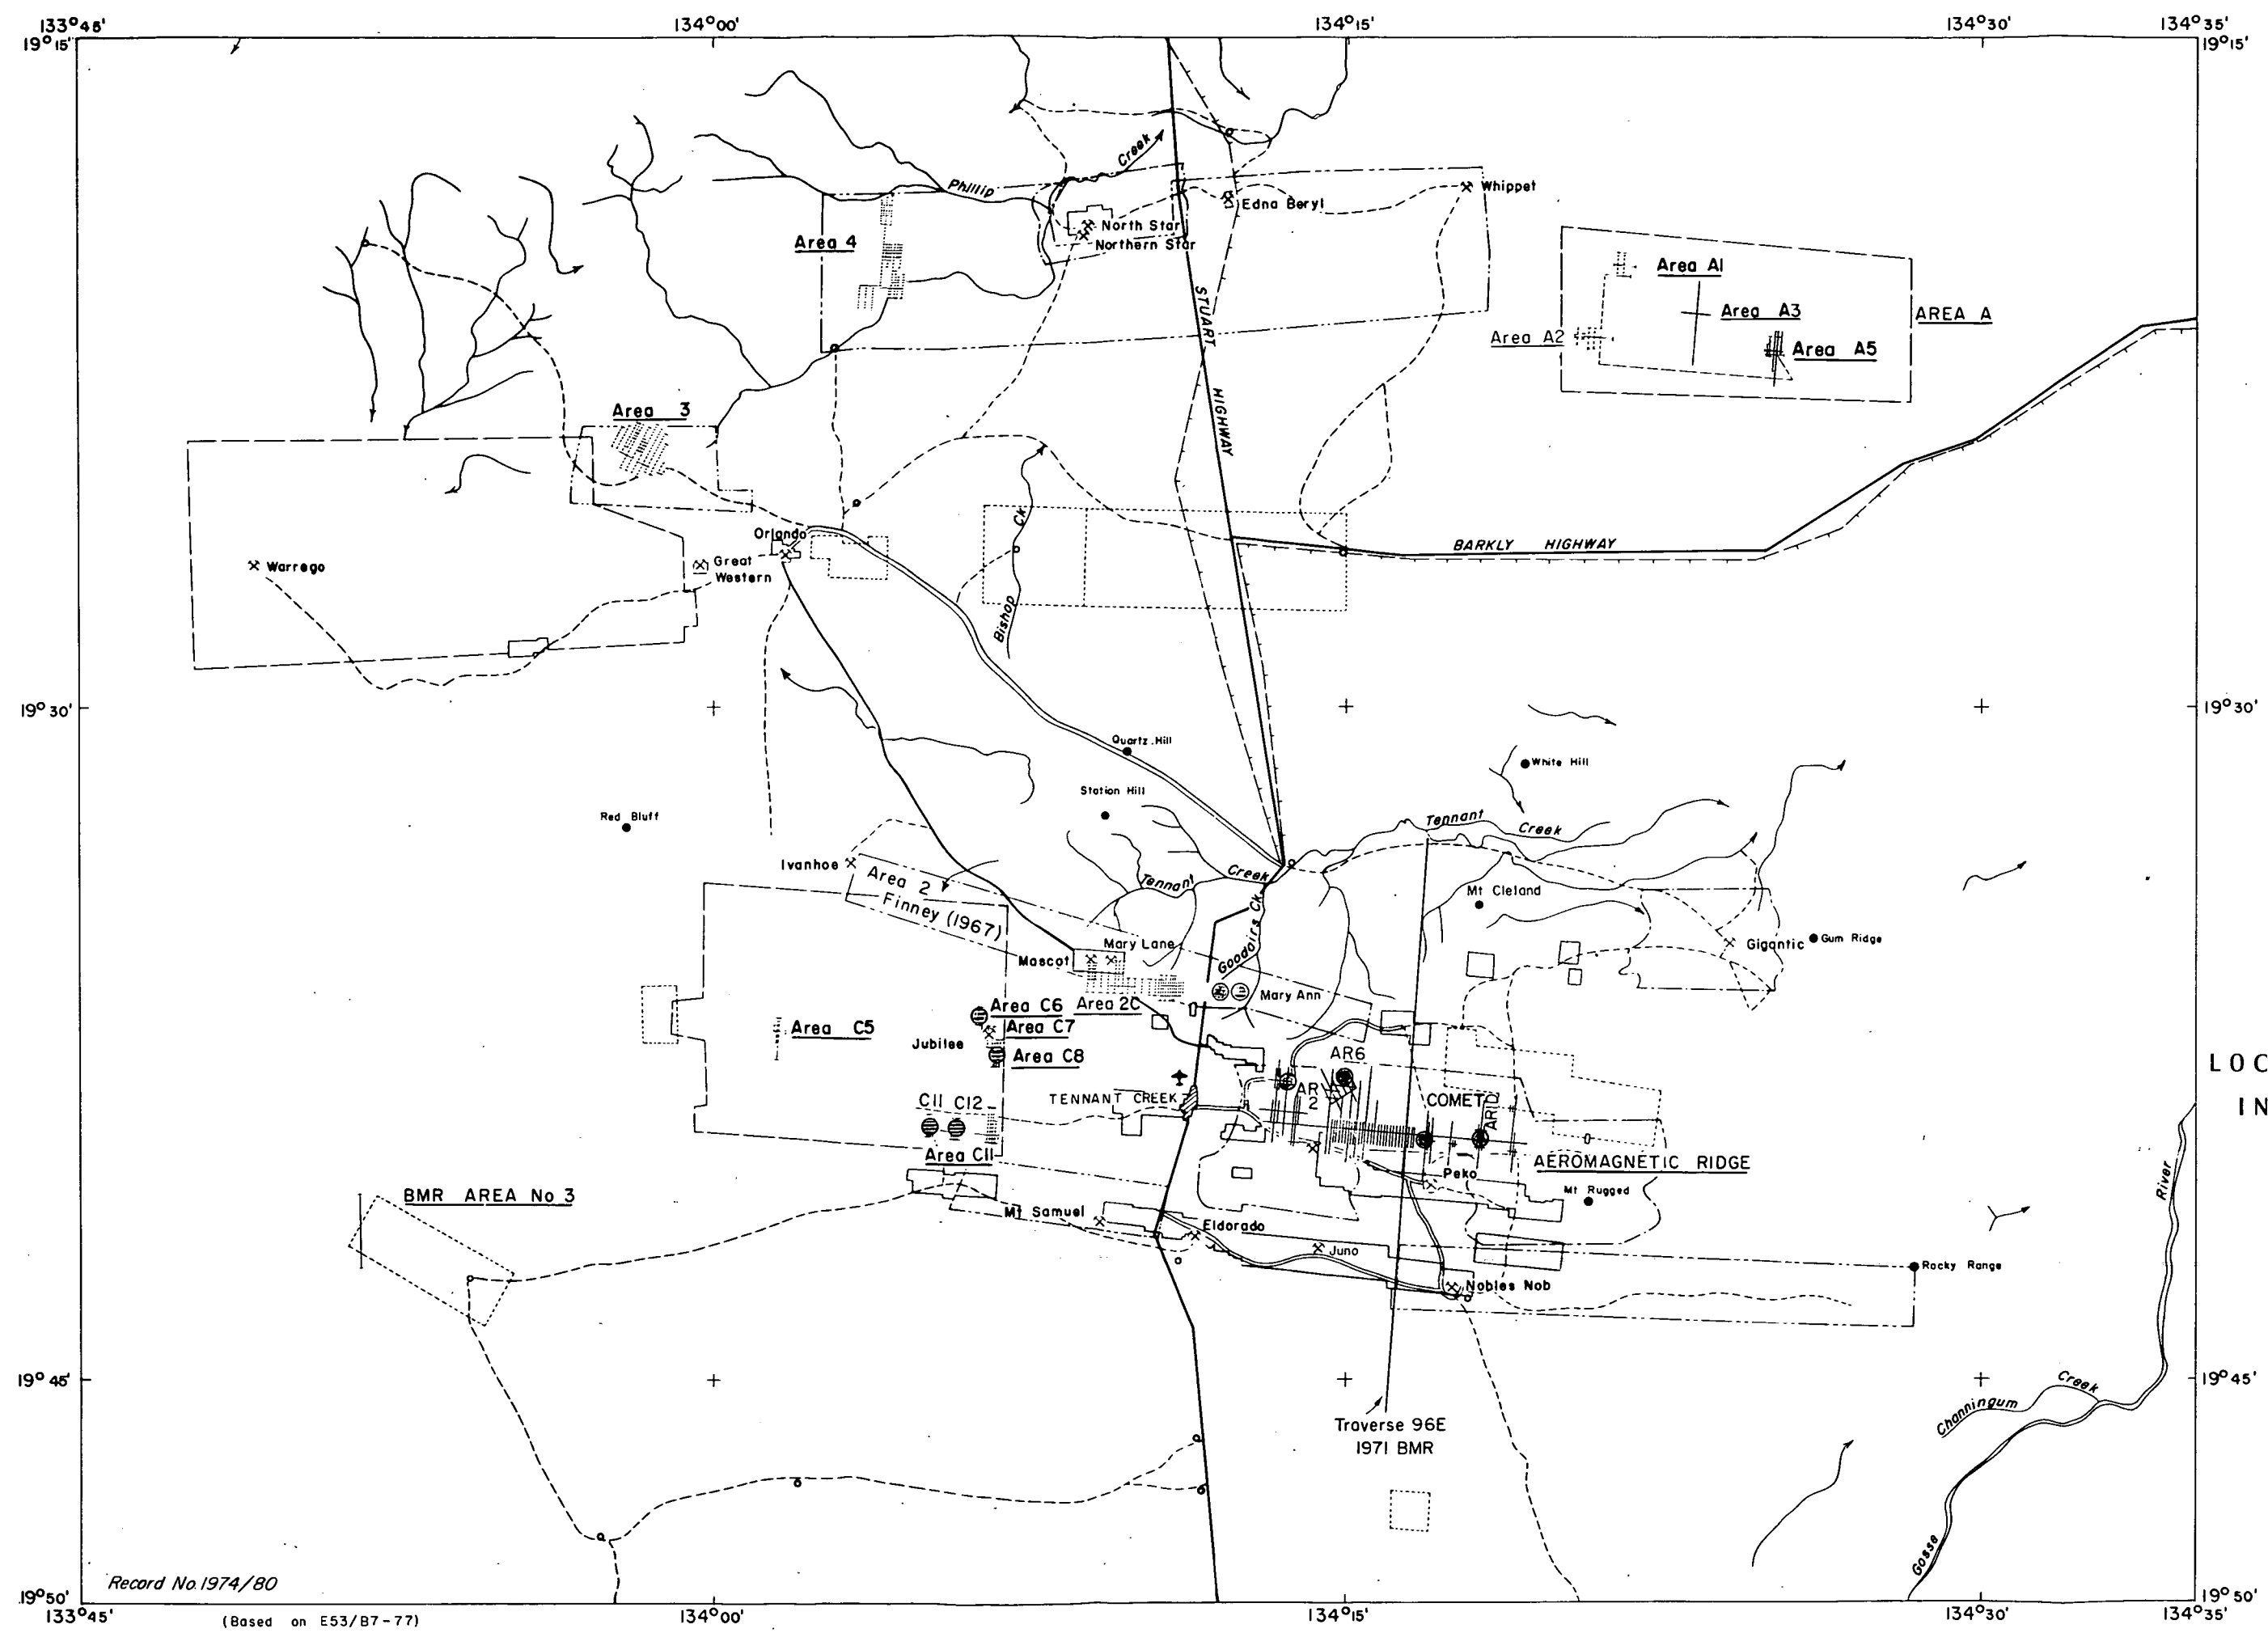 133°45'
134°00'
134°15'
134°30'
134°35'
19°15'
19°15'
Phillip Creek
Whippet
Edna Beryl
North Star
Northern Star
Area 4
STUART HIGHWAY
Area A1
Area A3
AREA A
Area A2
Area A5
Area 3
Orlando
Great
Western
Warrego
Bishop Ck
BARKLY HIGHWAY
19°30'
19°30'
Quartz Hill
White Hill
Station Hill
Red Bluff
Tennant Creek
Ivanhoe
Area 2
Finney (1967)
Tennant Creek
Goodairs Ck
Mt Cleland
Mary Lane
Mascot
Gigantic
Gum Ridge
Mary Ann
Area C6
Area 2C
Area C5
Area C7
Jubilee
Area C8
AR6
LOC
IN
TENNANT CREEK
AR
2
COMET
C11 C12
Area C11
AEROMAGNETIC RIDGE
Peko
Mt Rugged
BMR AREA No 3
Mt Samuel
Eldorado
Juno
Nobles Nob
Rocky Range
River
19°45'
19°45'
Channingum Creek
Traverse 96E
1971 BMR
Gosse
Record No. 1974/80
19°50'
19°50'
133°45'
(Based on E53/B7-77)
134°00'
134°15'
134°30'
134°35'